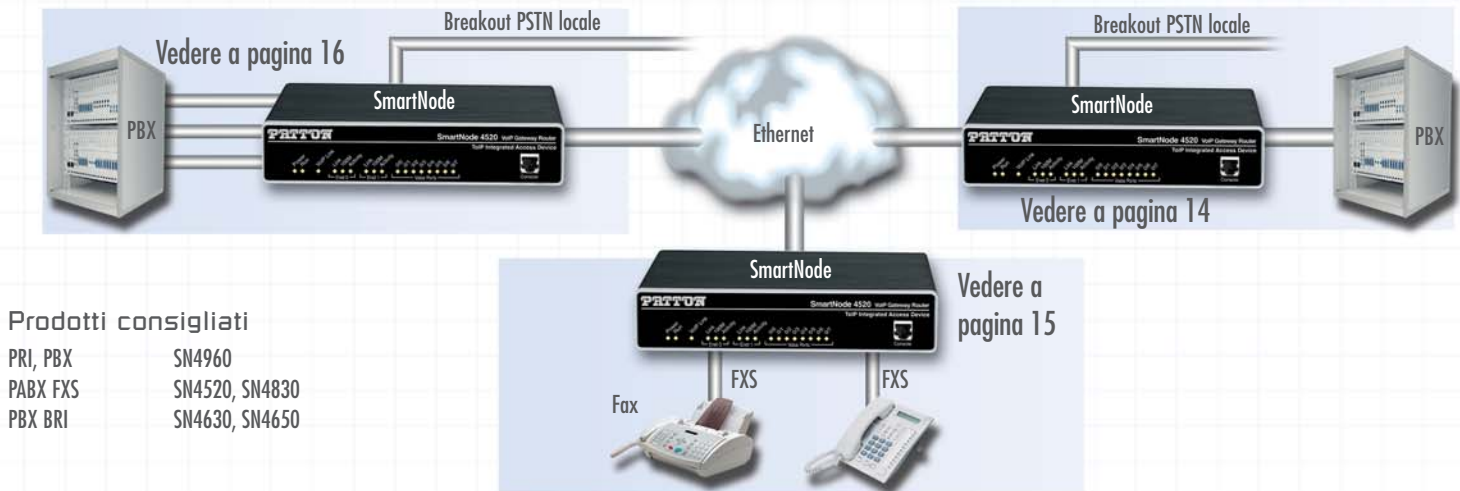 Breakout PSTN locale
Breakout PSTN locale
Vedere a pagina 16
SmartNode
PBX
PATTON
SmartNode 4520 VoIP Gateway Router
ToIP Integrated Access Device
Console
Ethernet
SmartNode
PATTON
SmartNode 4520 VoIP Gateway Router
ToIP Integrated Access Device
Console
PBX
Vedere a pagina 14
SmartNode
PATTON
SmartNode 4520 VoIP Gateway Router
ToIP Integrated Access Device
Console
Vedere a
pagina 15
FXS
FXS
Fax
Prodotti consigliati
PRI, PBX SN4960
PABX FXS SN4520, SN4830
PBX BRI SN4630, SN4650